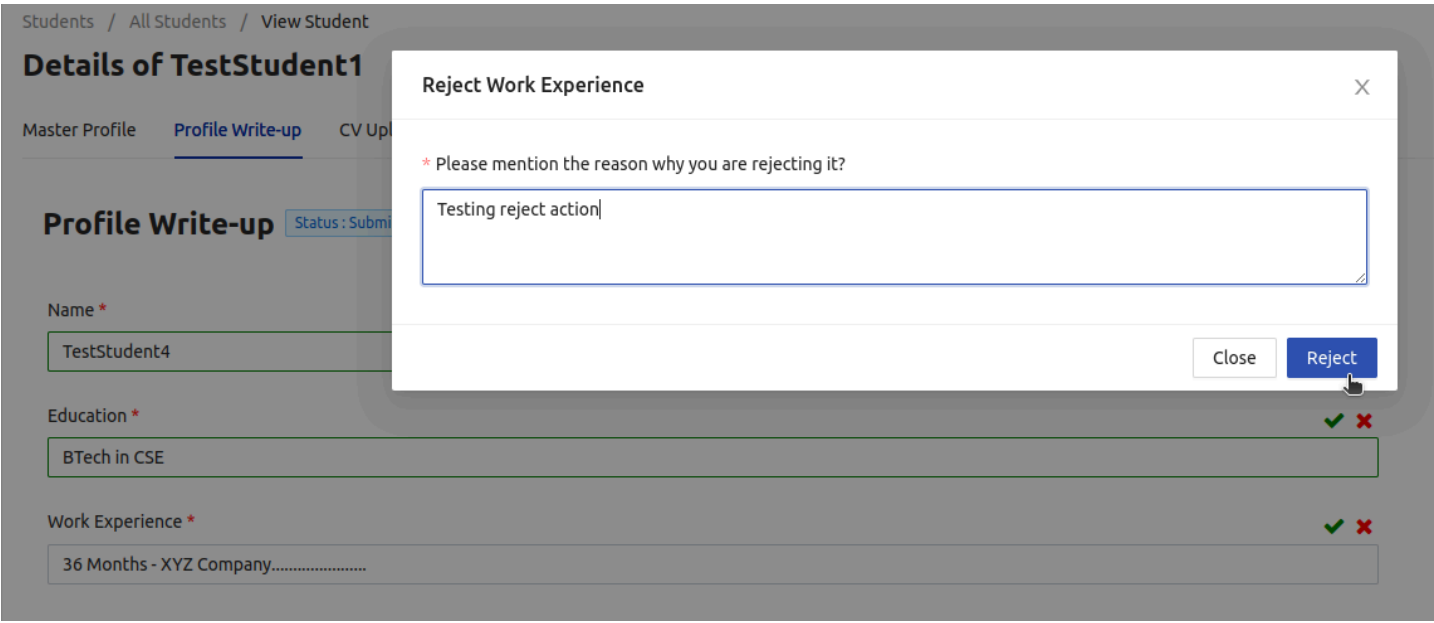 Students / All Students / View Student
Details of TestStudent1
Master Profile Profile Write-up CV Upl
Reject Work Experience
X
* Please mention the reason why you are rejecting it?
Testing reject action
Close Reject
Profile Write-up Status : Submi
Name *
TestStudent4
Education *
BTech in CSE
Work Experience *
36 Months - XYZ Company......................